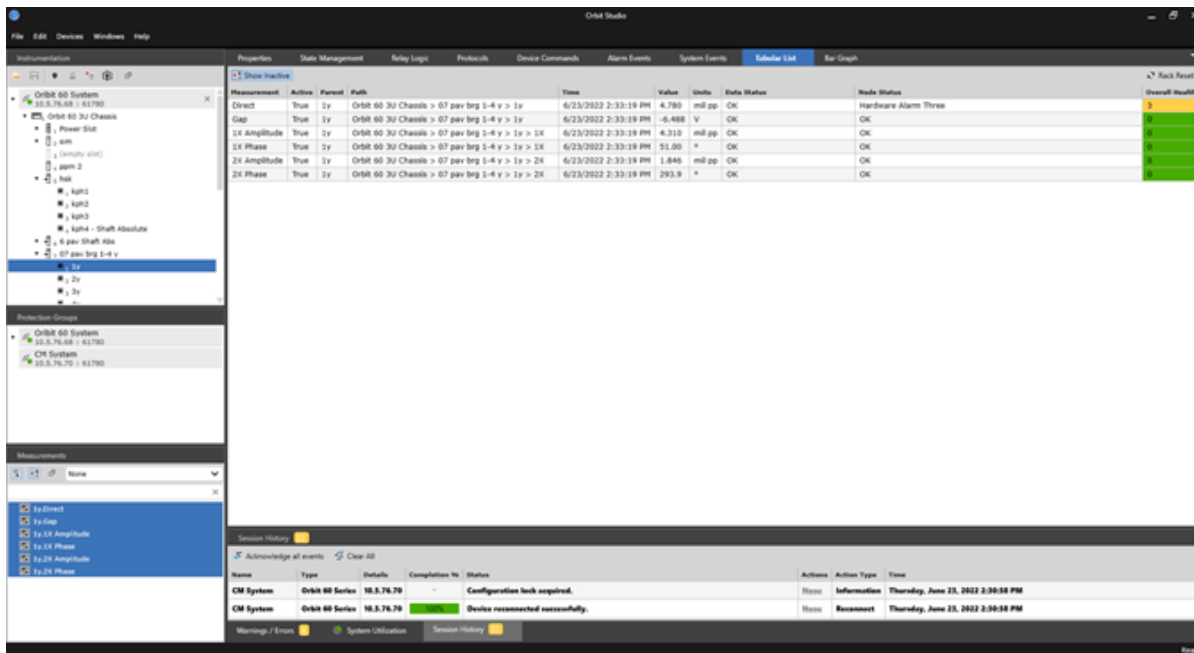 Orbit Studio
File Edit Devices Windows Help
Instrumentation
Oribit 60 System
10.5.76.68 : 61780
Orbit 60 3U Chassis
Power Slot
sim
(empty slot)
ppm 2
hok
kph1
kph2
kph3
kph4 - Shaft Absolute
6 pav Shaft Abs
07 pav brg 1-4 y
1y
2y
3y
Protection Groups
Oribit 60 System
10.5.76.68 : 61780
CM System
10.5.76.70 : 61780
Measurements
None
1y.Direct
1y.Gap
1y.1X Amplitude
1y.1X Phase
1y.2X Amplitude
1y.2X Phase
Properties State Management Relay Logic Protocols Device Commands Alarm Events System Events Tabular List Bar Graph
Show Inactive Rack Reset
Measurement Active Parent Path Time Value Units Data Status Node Status Overall Health
Direct True 1y Orbit 60 3U Chassis > 07 pav brg 1-4 y > 1y 6/23/2022 2:33:19 PM 4.780 mil pp OK Hardware Alarm Three 3
Gap True 1y Orbit 60 3U Chassis > 07 pav brg 1-4 y > 1y 6/23/2022 2:33:19 PM -6.488 V OK OK 0
1X Amplitude True 1y Orbit 60 3U Chassis > 07 pav brg 1-4 y > 1y > 1X 6/23/2022 2:33:19 PM 4.310 mil pp OK OK 0
1X Phase True 1y Orbit 60 3U Chassis > 07 pav brg 1-4 y > 1y > 1X 6/23/2022 2:33:19 PM 51.00 ° OK OK 0
2X Amplitude True 1y Orbit 60 3U Chassis > 07 pav brg 1-4 y > 1y > 2X 6/23/2022 2:33:19 PM 1.846 mil pp OK OK 0
2X Phase True 1y Orbit 60 3U Chassis > 07 pav brg 1-4 y > 1y > 2X 6/23/2022 2:33:19 PM 293.9 ° OK OK 0
Session History
Acknowledge all events Clear All
Name Type Details Completion % Status Actions Action Type Time
CM System Orbit 60 Series 10.5.76.70 - Configuration lock acquired. None Information Thursday, June 23, 2022 2:30:58 PM
CM System Orbit 60 Series 10.5.76.70 100% Device reconnected successfully. None Reconnect Thursday, June 23, 2022 2:30:58 PM
Warnings / Errors System Utilization Session History